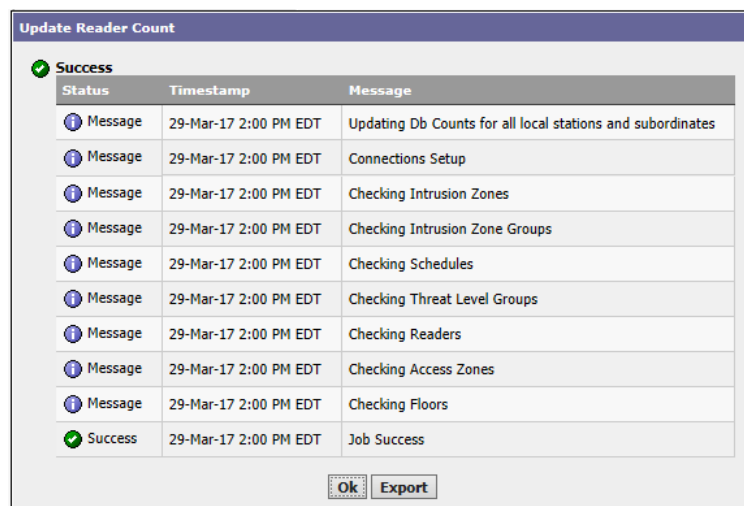 Update Reader Count
Success
Status Timestamp Message
Message 29-Mar-17 2:00 PM EDT Updating Db Counts for all local stations and subordinates
Message 29-Mar-17 2:00 PM EDT Connections Setup
Message 29-Mar-17 2:00 PM EDT Checking Intrusion Zones
Message 29-Mar-17 2:00 PM EDT Checking Intrusion Zone Groups
Message 29-Mar-17 2:00 PM EDT Checking Schedules
Message 29-Mar-17 2:00 PM EDT Checking Threat Level Groups
Message 29-Mar-17 2:00 PM EDT Checking Readers
Message 29-Mar-17 2:00 PM EDT Checking Access Zones
Message 29-Mar-17 2:00 PM EDT Checking Floors
Success 29-Mar-17 2:00 PM EDT Job Success
Ok Export